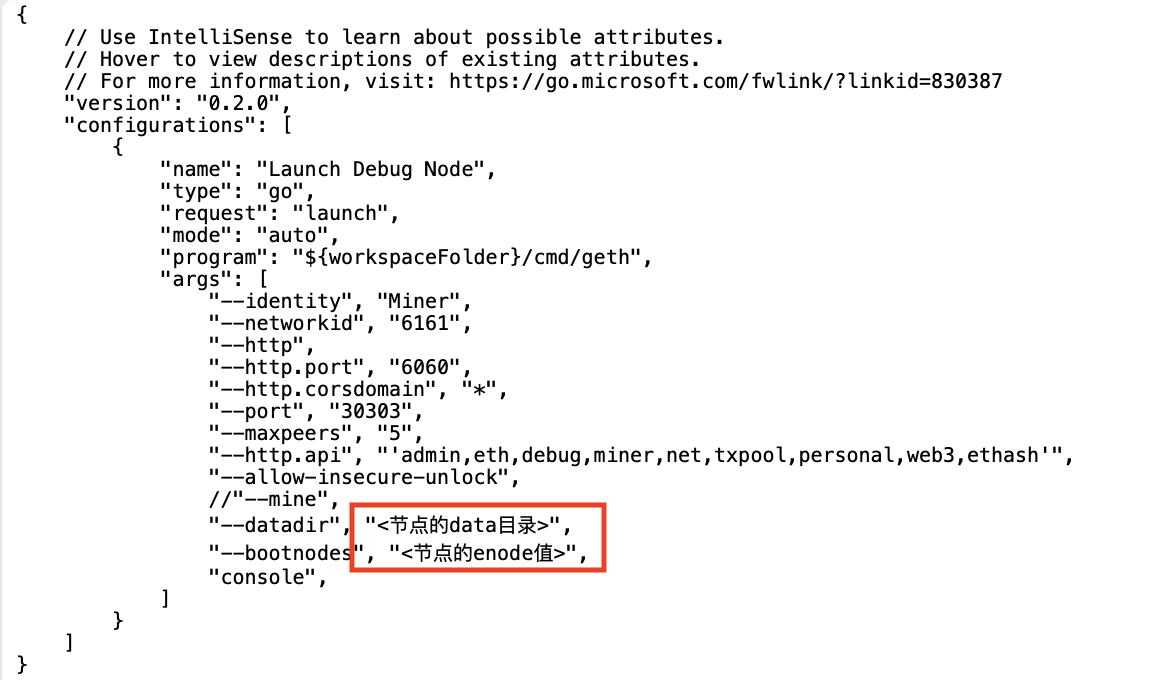 {
    // Use IntelliSense to learn about possible attributes.
    // Hover to view descriptions of existing attributes.
    // For more information, visit: https://go.microsoft.com/fwlink/?linkid=830387
    "version": "0.2.0",
    "configurations": [
        {
            "name": "Launch Debug Node",
            "type": "go",
            "request": "launch",
            "mode": "auto",
            "program": "${workspaceFolder}/cmd/geth",
            "args": [
                "--identity", "Miner",
                "--networkid", "6161",
                "--http",
                "--http.port", "6060",
                "--http.corsdomain", "*",
                "--port", "30303",
                "--maxpeers", "5",
                "--http.api", "'admin,eth,debug,miner,net,txpool,personal,web3,ethash'",
                "--allow-insecure-unlock",
                //"--mine",
                "--datadir", "<节点的data目录>",
                "--bootnodes", "<节点的enode值>",
                "console",
            ]
        }
    ]
}